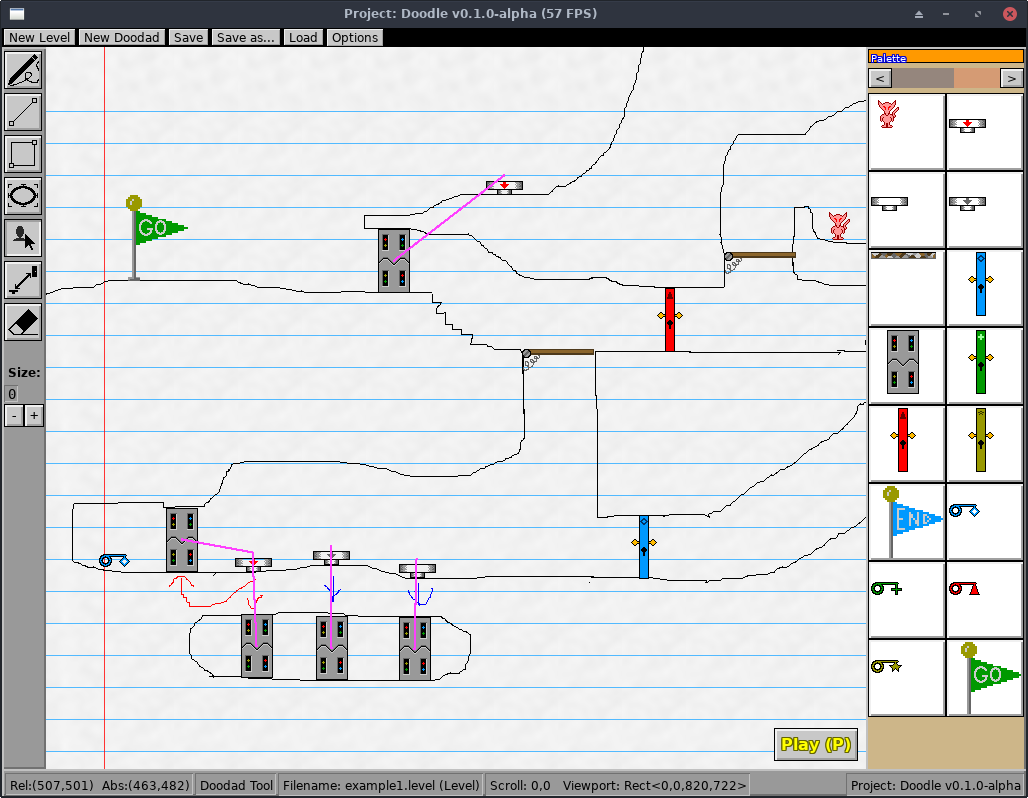 Project: Doodle v0.1.0-alpha (57 FPS)
New Level New Doodad Save Save as... Load Options
Palette
< >
GO
Size:
0
- +
END
GO
Play (P)
Rel:(507,501) Abs:(463,482) Doodad Tool Filename: example1.level (Level) Scroll: 0,0 Viewport: Rect<0,0,820,722> Project: Doodle v0.1.0-alpha